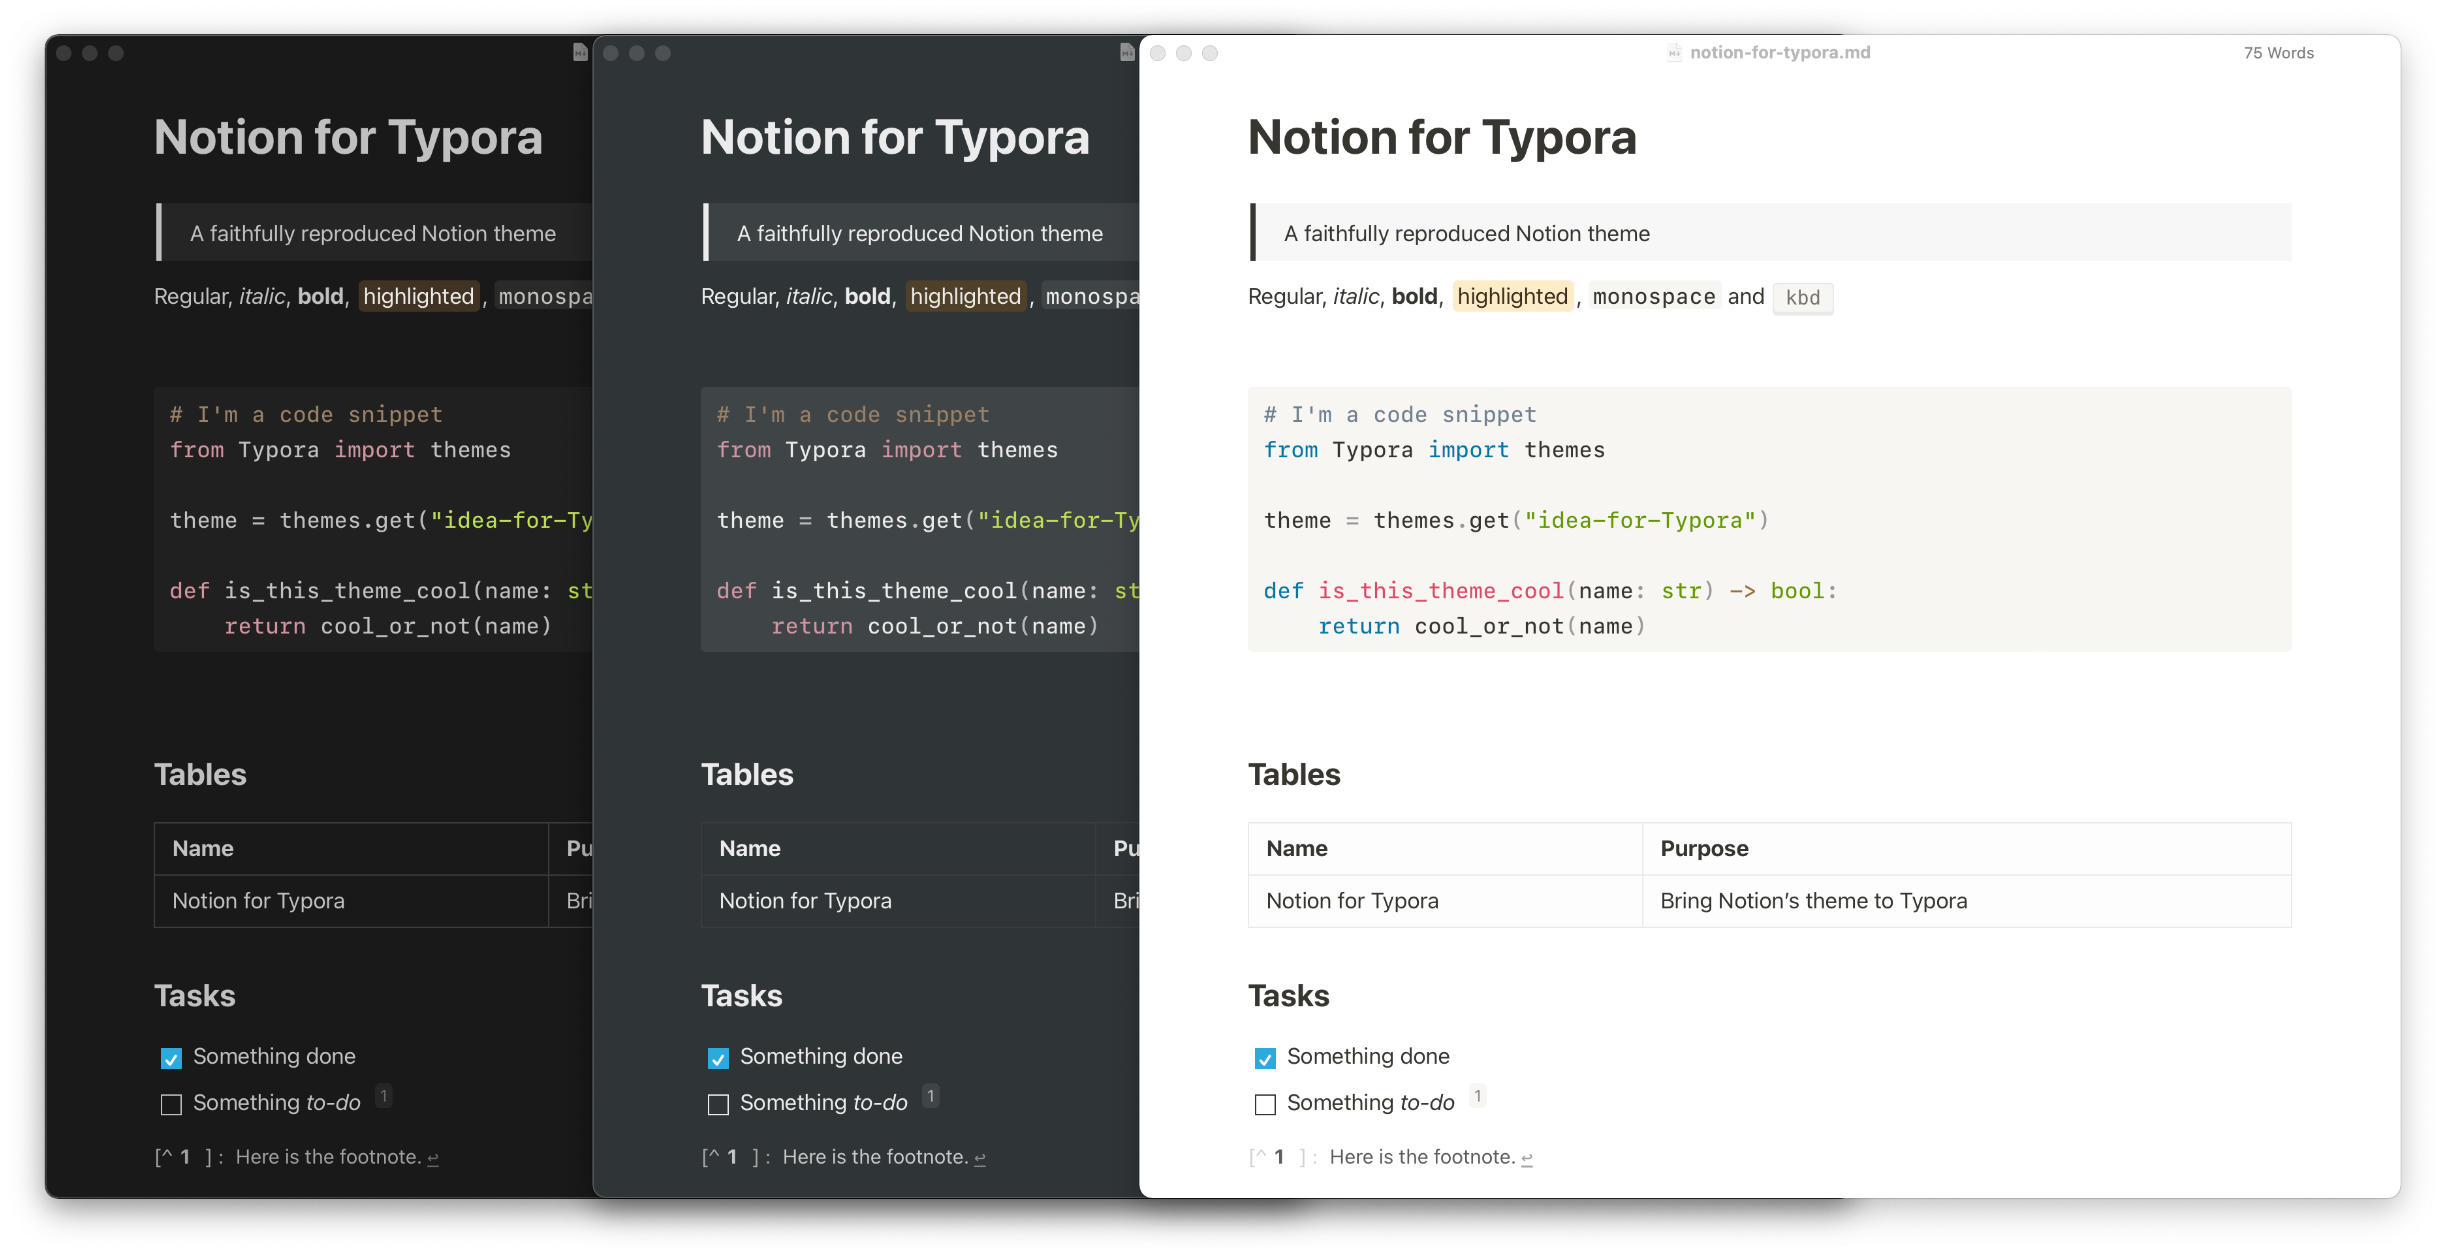 Notion for Typora
A faithfully reproduced Notion theme
Regular, italic, bold, highlighted, monospa
# I'm a code snippet
from Typora import themes
theme = themes.get("idea-for-Ty
def is_this_theme_cool(name: st
return cool_or_not(name)
Tables
Name Pu
Notion for Typora Bri
Tasks
Something done
Something to-do 1
[^ 1 ]: Here is the footnote. ↩
Notion for Typora
A faithfully reproduced Notion theme
Regular, italic, bold, highlighted, monospa
# I'm a code snippet
from Typora import themes
theme = themes.get("idea-for-Ty
def is_this_theme_cool(name: st
return cool_or_not(name)
Tables
Name Pu
Notion for Typora Bri
Tasks
Something done
Something to-do 1
[^ 1 ]: Here is the footnote. ↩
notion-for-typora.md 75 Words
Notion for Typora
A faithfully reproduced Notion theme
Regular, italic, bold, highlighted, monospace and kbd
# I'm a code snippet
from Typora import themes
theme = themes.get("idea-for-Typora")
def is_this_theme_cool(name: str) -> bool:
return cool_or_not(name)
Tables
Name Purpose
Notion for Typora Bring Notion’s theme to Typora
Tasks
Something done
Something to-do 1
[^ 1 ]: Here is the footnote. ↩